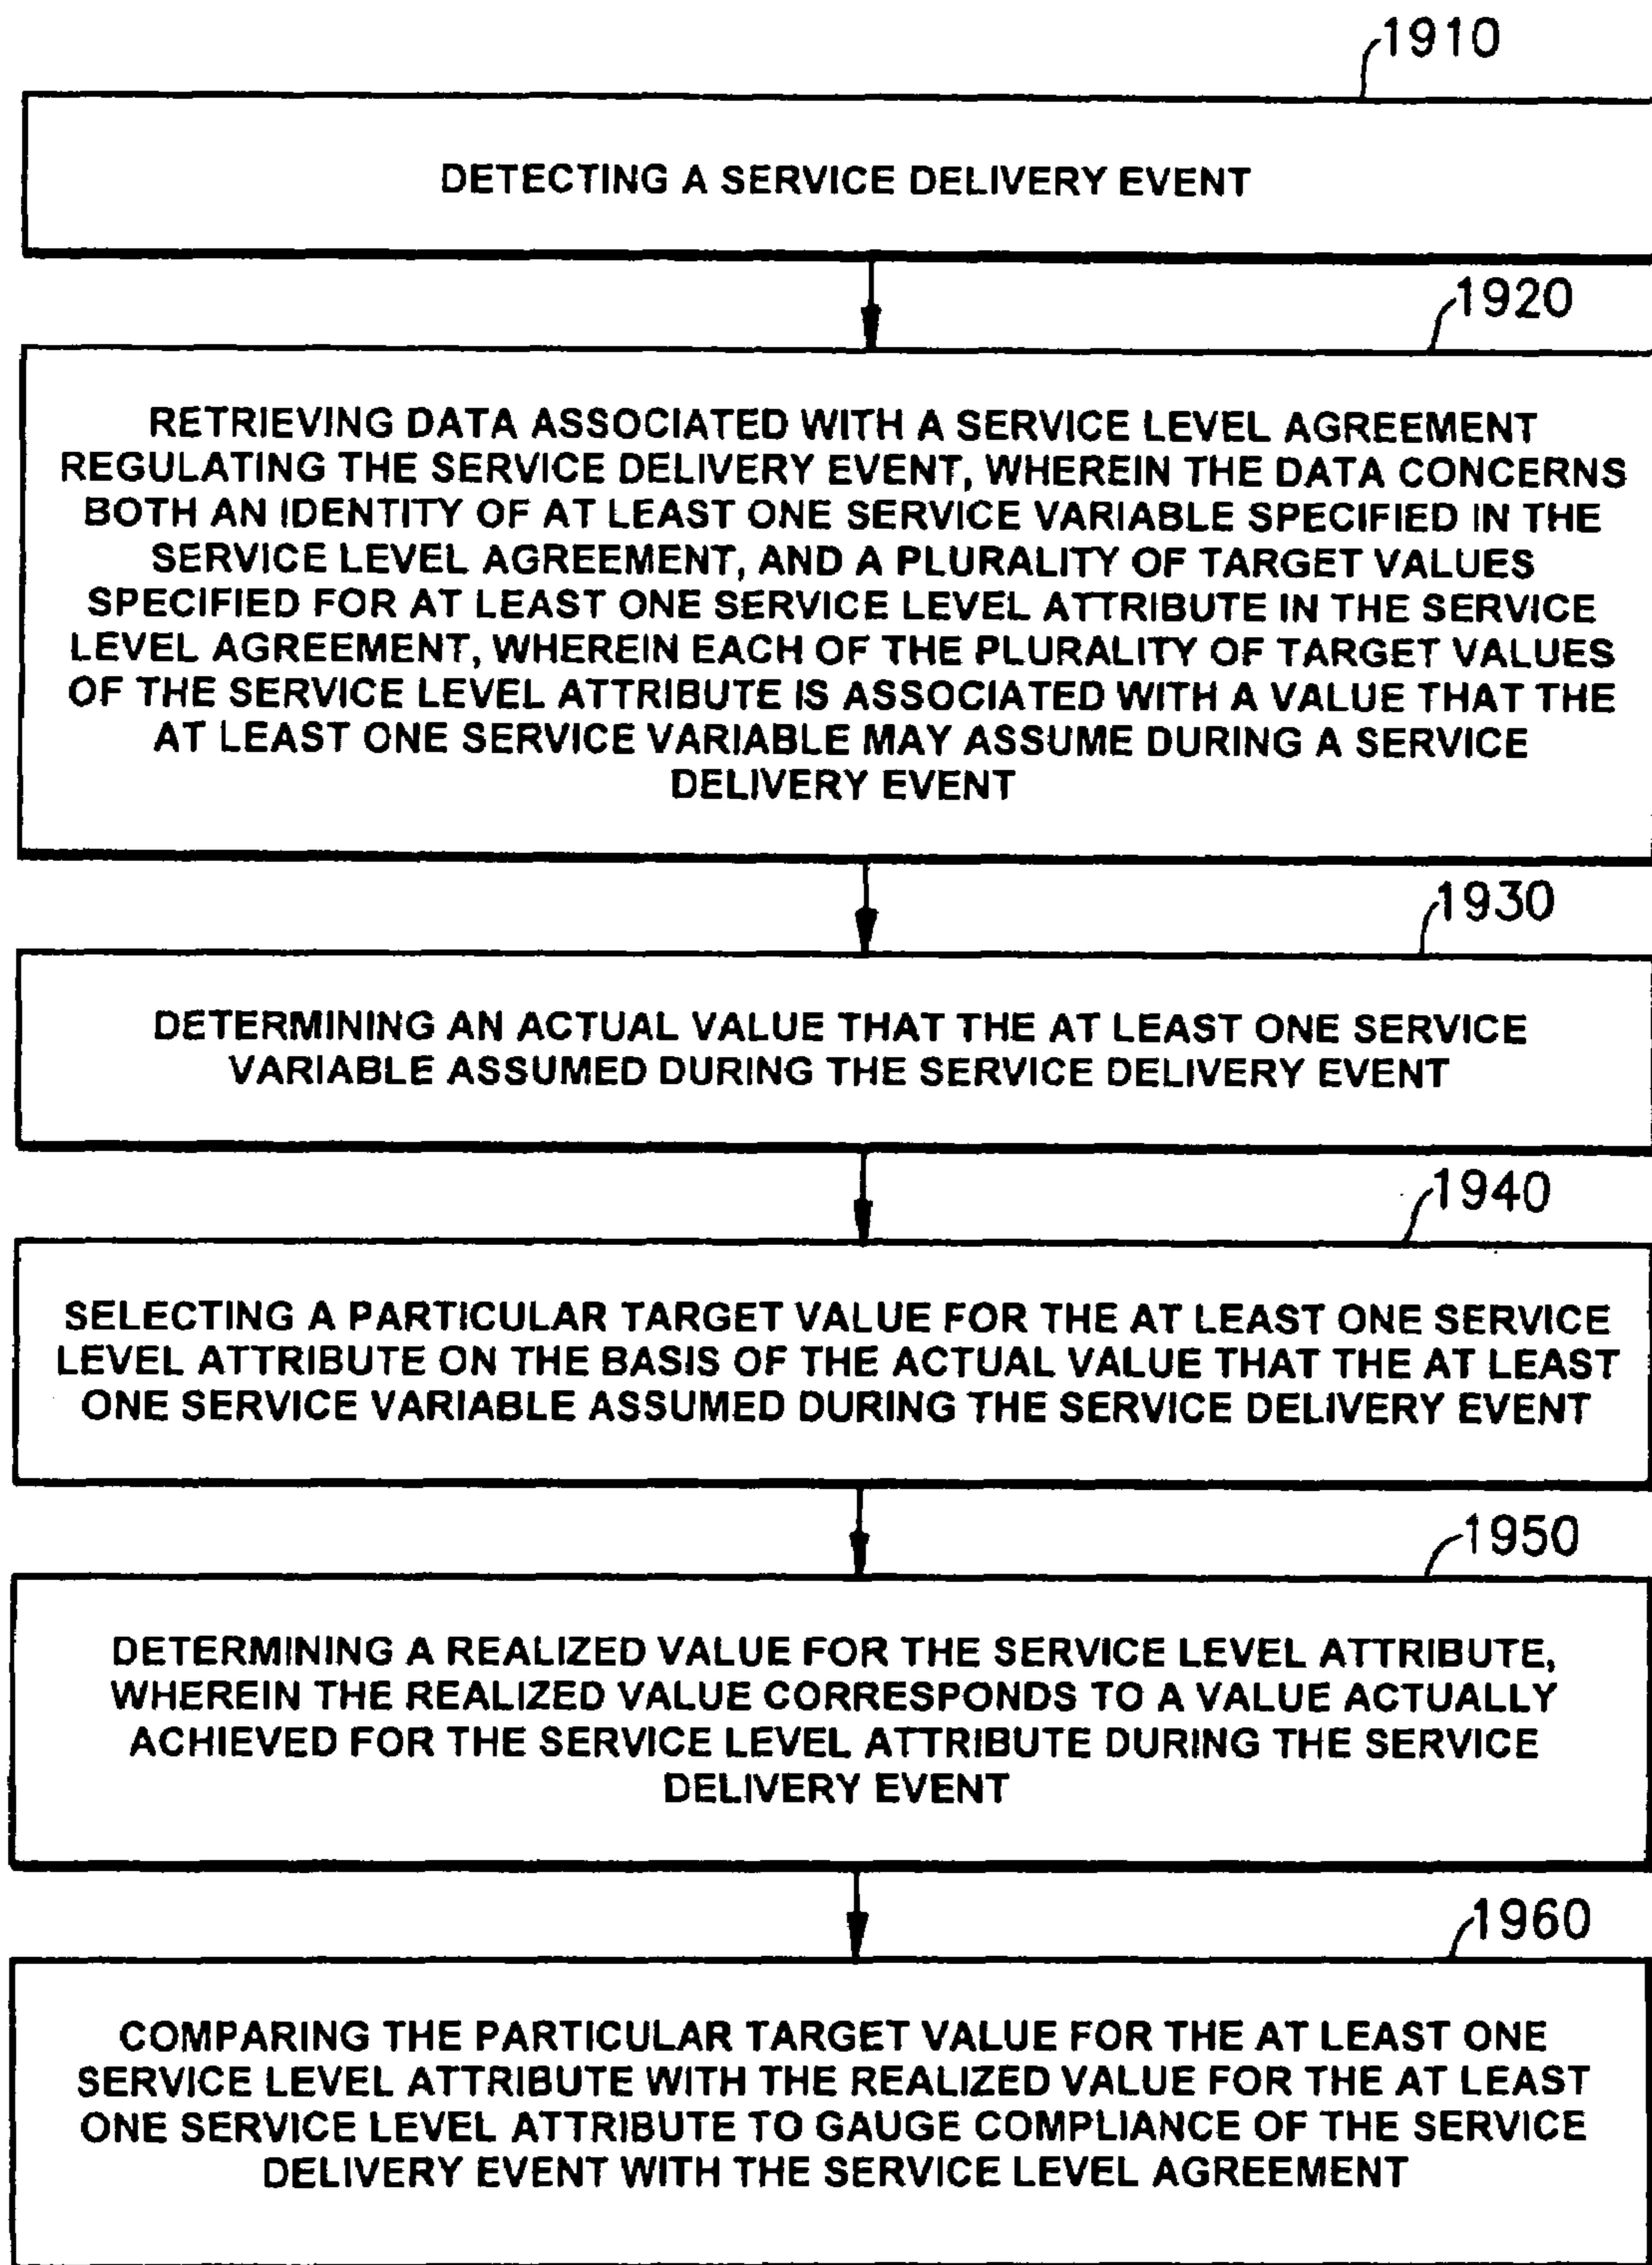 1910
DETECTING A SERVICE DELIVERY EVENT
1920
RETRIEVING DATA ASSOCIATED WITH A SERVICE LEVEL AGREEMENT
REGULATING THE SERVICE DELIVERY EVENT, WHEREIN THE DATA CONCERNS
BOTH AN IDENTITY OF AT LEAST ONE SERVICE VARIABLE SPECIFIED IN THE
SERVICE LEVEL AGREEMENT, AND A PLURALITY OF TARGET VALUES
SPECIFIED FOR AT LEAST ONE SERVICE LEVEL ATTRIBUTE IN THE SERVICE
LEVEL AGREEMENT, WHEREIN EACH OF THE PLURALITY OF TARGET VALUES
OF THE SERVICE LEVEL ATTRIBUTE IS ASSOCIATED WITH A VALUE THAT THE
AT LEAST ONE SERVICE VARIABLE MAY ASSUME DURING A SERVICE
DELIVERY EVENT
1930
DETERMINING AN ACTUAL VALUE THAT THE AT LEAST ONE SERVICE
VARIABLE ASSUMED DURING THE SERVICE DELIVERY EVENT
1940
SELECTING A PARTICULAR TARGET VALUE FOR THE AT LEAST ONE SERVICE
LEVEL ATTRIBUTE ON THE BASIS OF THE ACTUAL VALUE THAT THE AT LEAST
ONE SERVICE VARIABLE ASSUMED DURING THE SERVICE DELIVERY EVENT
1950
DETERMINING A REALIZED VALUE FOR THE SERVICE LEVEL ATTRIBUTE,
WHEREIN THE REALIZED VALUE CORRESPONDS TO A VALUE ACTUALLY
ACHIEVED FOR THE SERVICE LEVEL ATTRIBUTE DURING THE SERVICE
DELIVERY EVENT
1960
COMPARING THE PARTICULAR TARGET VALUE FOR THE AT LEAST ONE
SERVICE LEVEL ATTRIBUTE WITH THE REALIZED VALUE FOR THE AT LEAST
ONE SERVICE LEVEL ATTRIBUTE TO GAUGE COMPLIANCE OF THE SERVICE
DELIVERY EVENT WITH THE SERVICE LEVEL AGREEMENT